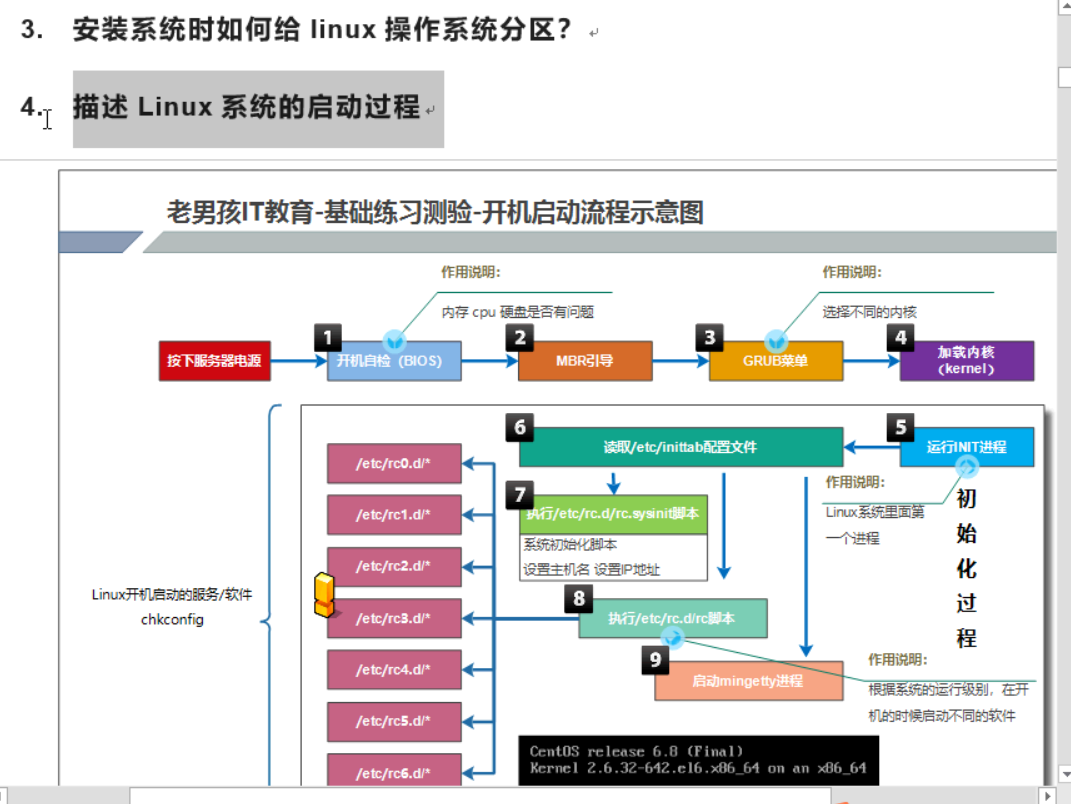 3. 安装系统时如何给 linux 操作系统分区?
4. 描述 Linux 系统的启动过程
老男孩IT教育-基础练习测验-开机启动流程示意图
作用说明:
内存 cpu 硬盘是否有问题
作用说明:
选择不同的内核
按下服务器电源
1
开机自检（BIOS）
2
MBR引导
3
GRUB菜单
4
加载内核
（kernel）
5
运行INIT进程
作用说明:
Linux系统里面第
一个进程
初
始
化
过
程
6
读取/etc/inittab配置文件
7
执行/etc/rc.d/rc.sysinit脚本
系统初始化脚本
设置主机名 设置IP地址
8
执行/etc/rc.d/rc脚本
9
启动mingetty进程
作用说明:
根据系统的运行级别，在开
机的时候启动不同的软件
/etc/rc0.d/*
/etc/rc1.d/*
/etc/rc2.d/*
/etc/rc3.d/*
/etc/rc4.d/*
/etc/rc5.d/*
/etc/rc6.d/*
Linux开机启动的服务/软件
chkconfig
CentOS release 6.8 (Final)
Kernel 2.6.32-642.el6.x86_64 on an x86_64